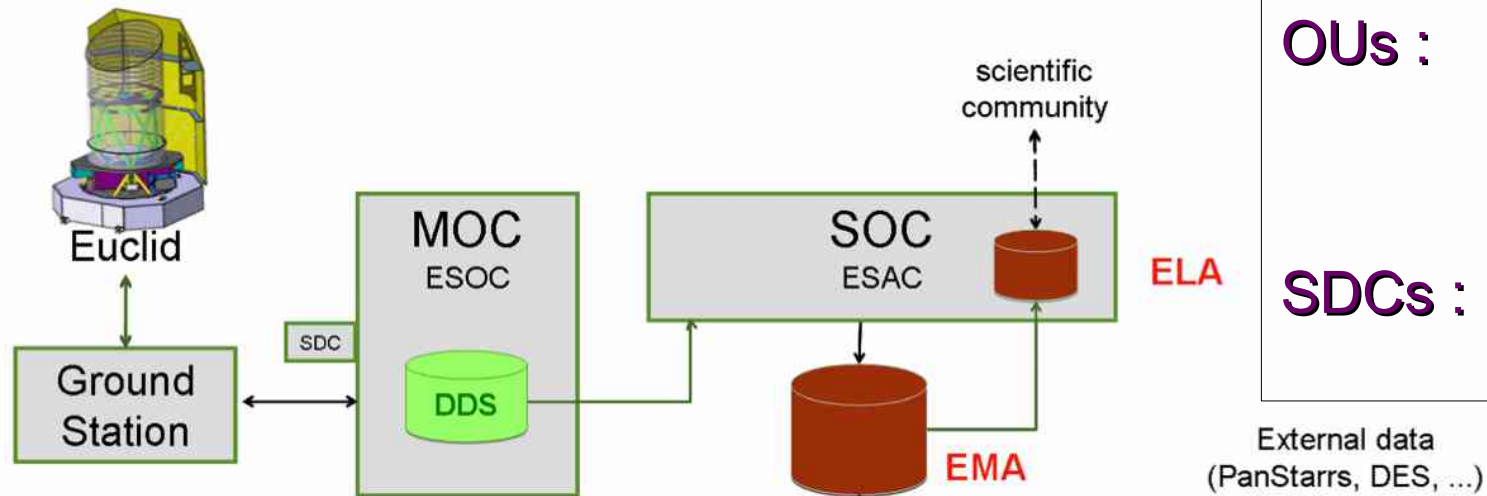 Euclid
Ground
Station
SDC
MOC
ESOC
DDS
scientific
community
SOC
ESAC
ELA
EMA
OUs :
SDCs :
External data
(PanStarrs, DES, ...)